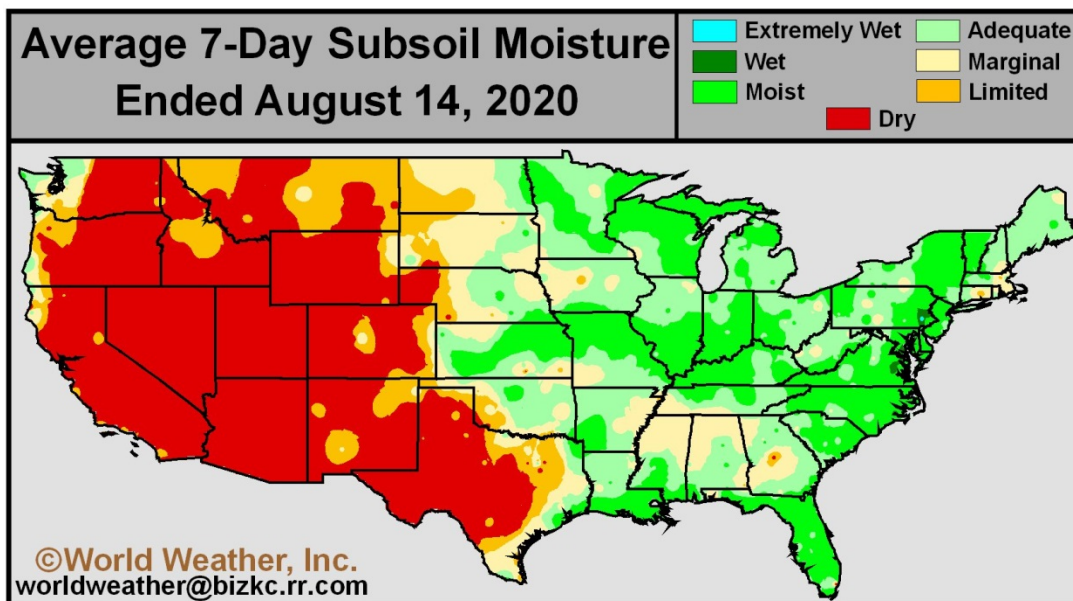 Average 7-Day Subsoil Moisture
Ended August 14, 2020
Extremely Wet
Adequate
Wet
Marginal
Moist
Limited
Dry
©World Weather, Inc.
worldweather@bizkc.rr.com